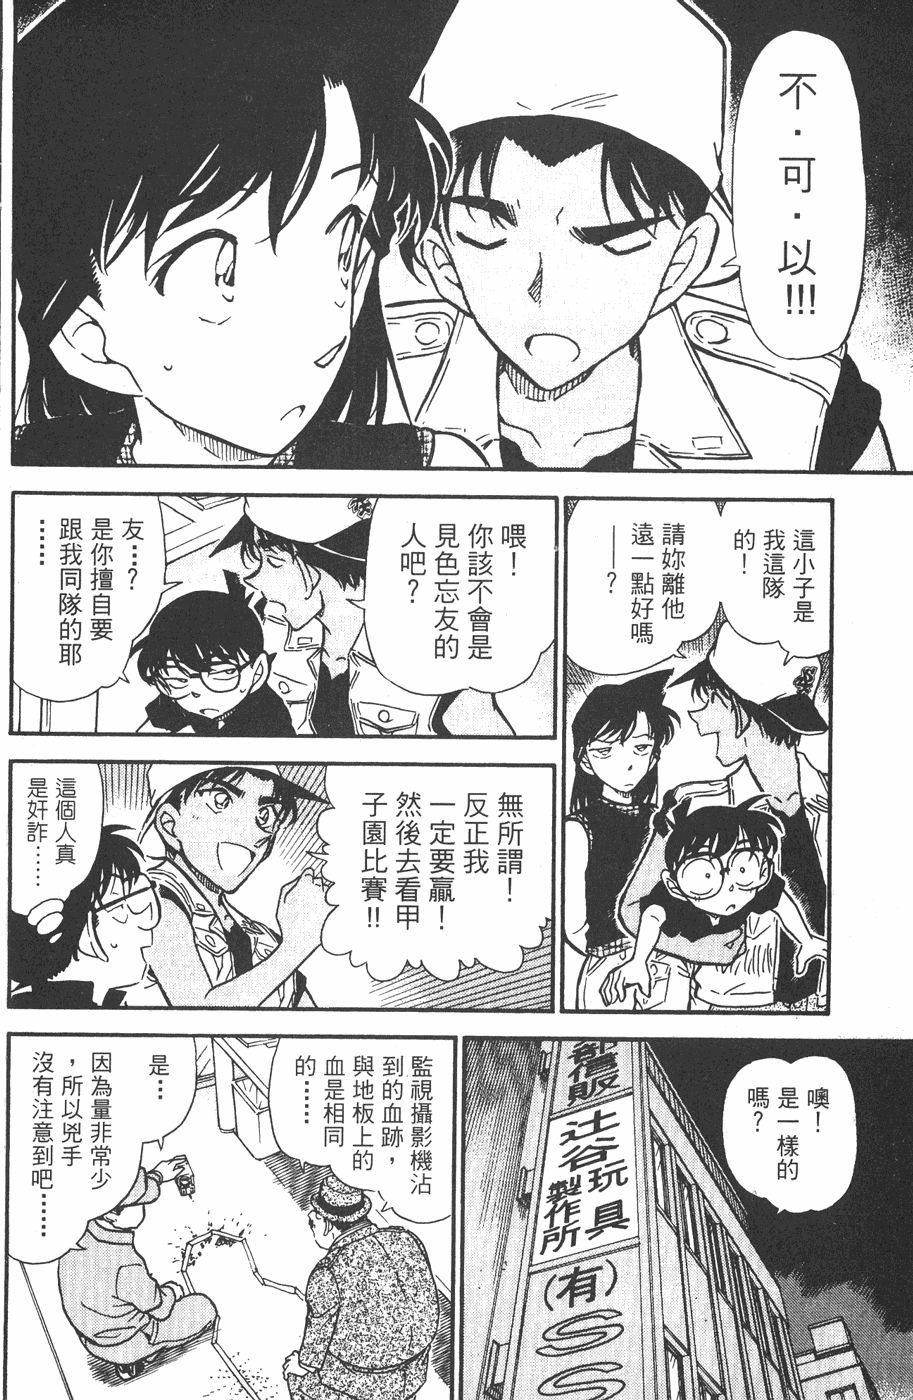 不・可・以!!!
這小子是
我這隊
的！
請妳離他
遠一點好嗎
——？
喂！
你該不會是
見色忘友的
人吧？
友…？
是你擅自要
跟我同隊的耶
……
無所謂！
反正我
一定要贏！
然後去看甲
子園比賽!!
這個人真
是奸詐……
噢！
是一樣的
嗎？
部信販
辻谷玩具
製作所
(有)SS
監視攝影機沾
到的血跡，
與地板上的
血是相同
的……
是…
因為量非常少
，所以兇手
沒有注意到吧……